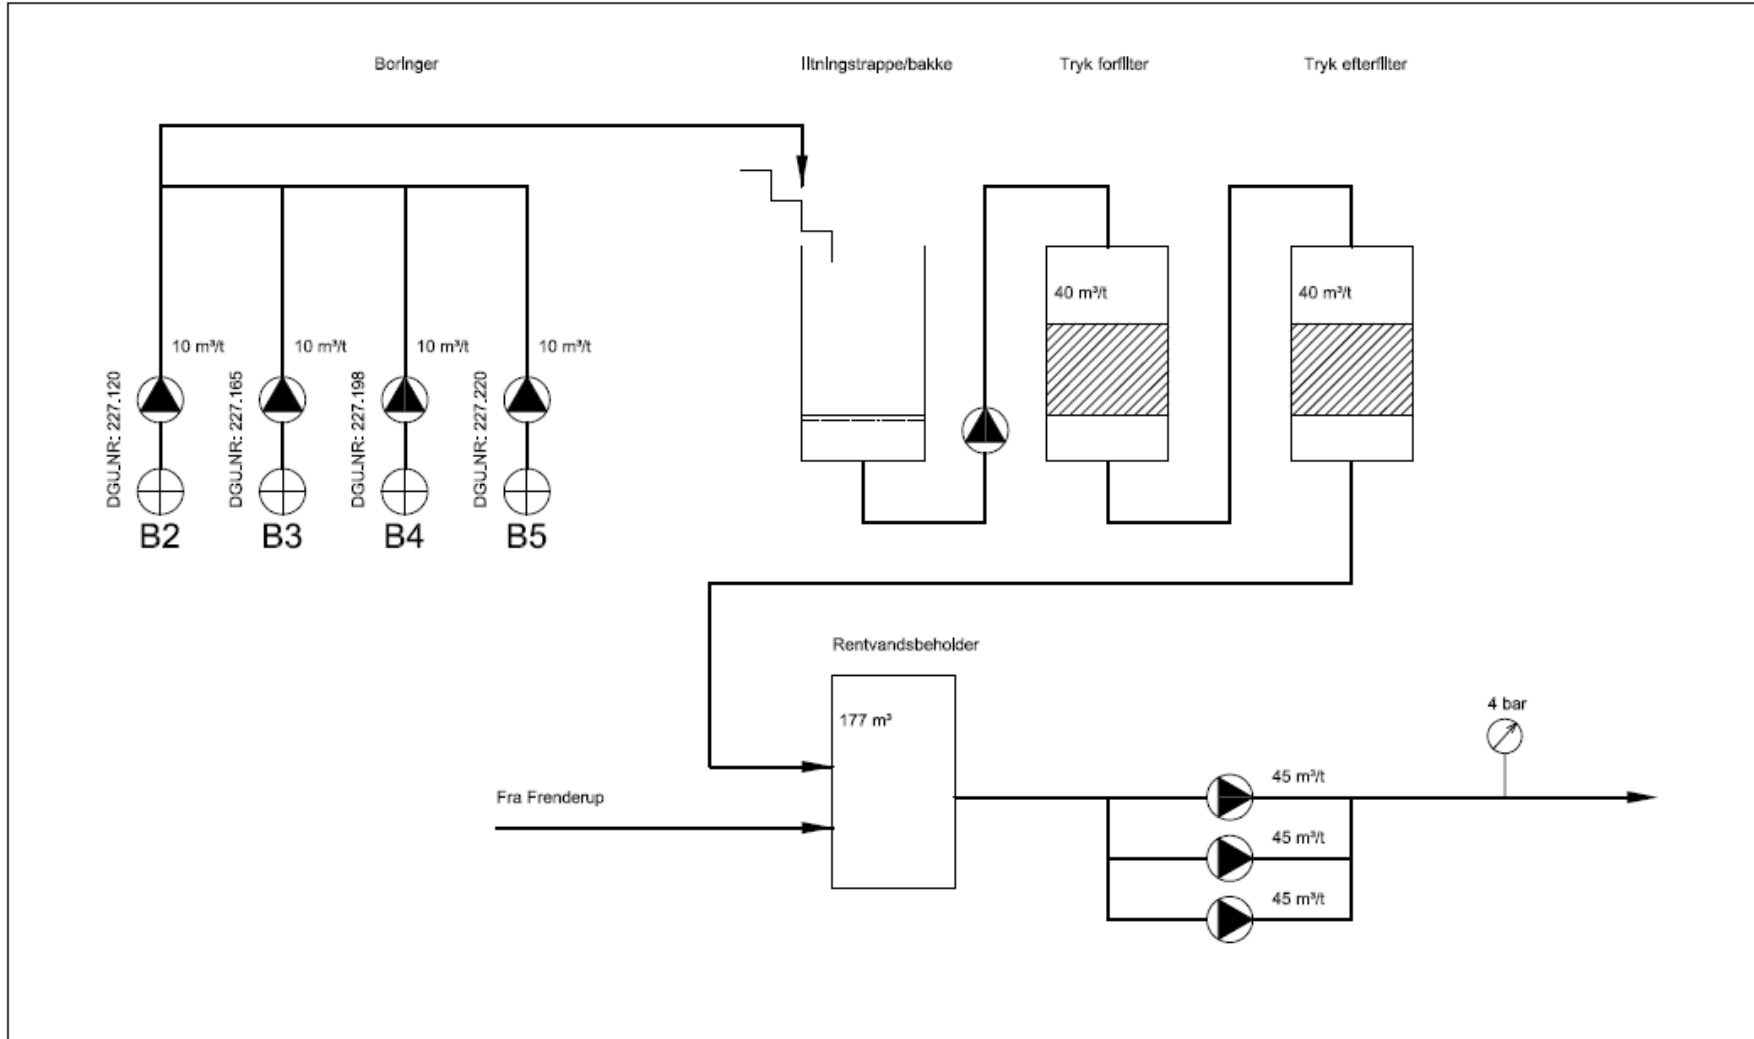 Boringer
Iltningstrappe/bakke
Tryk forfilter
Tryk efterfilter
40 m³/t
40 m³/t
10 m³/t
10 m³/t
10 m³/t
10 m³/t
DGU.NR: 227.120
DGU.NR: 227.165
DGU.NR: 227.198
DGU.NR: 227.220
B2
B3
B4
B5
Rentvandsbeholder
177 m³
4 bar
Fra Frenderup
45 m³/t
45 m³/t
45 m³/t